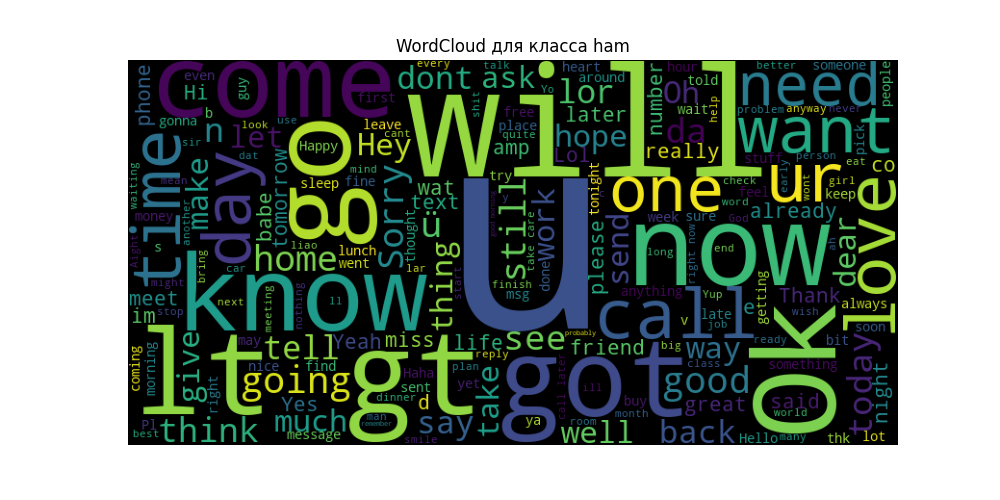 WordCloud для класса ham
come
will
need
want
dont
ask
lor
oh
number
hour
told
help
better
someone
people
problem
anyway
never
every
talk
heart
around
Yo
shit
free
place
quite
later
wait
phone
even
Hi
guy
first
gonna
look
use
b
n
let
sir
dat
leave
cant
Hey
hope
amp
Lol
da
really
stuff
person
pick
eat
co
time
day
go
Happy
mind
sleep
fine
Sorry
wat
text
ü
try
y
still
work
tonight
one
ur
check
feel
early
wont
girl
keep
word
God
already
love
waiting
mean
make
another
money
babe
tomorrow
thought
thing
u
take care
done
finish
msg
please
send
week
sure
now
long
right now
end
ah
dear
s
Aight
might
stop
home
liao
lunch
went
lar
start
bring
car
know
next
meeting
nothing
ll
meet
im
call
anything
Yup
late
job
e
v
getting
Thank
wish
always
soon
lt
gt
got
ok
probably
give
may
tell
Yeah
miss
life
see
friend
big
way
class
ready
bit
today
coming
morning
right
nice
find
going
Haha
sent
yet
plan
reply
take
call later
ill
buy
good
something
said
world
night
Yes
d
dinner
man
remember
smile
much
message
Pl
best
think
say
ya
well
room
month
great
back
Hello
many
thk
lot